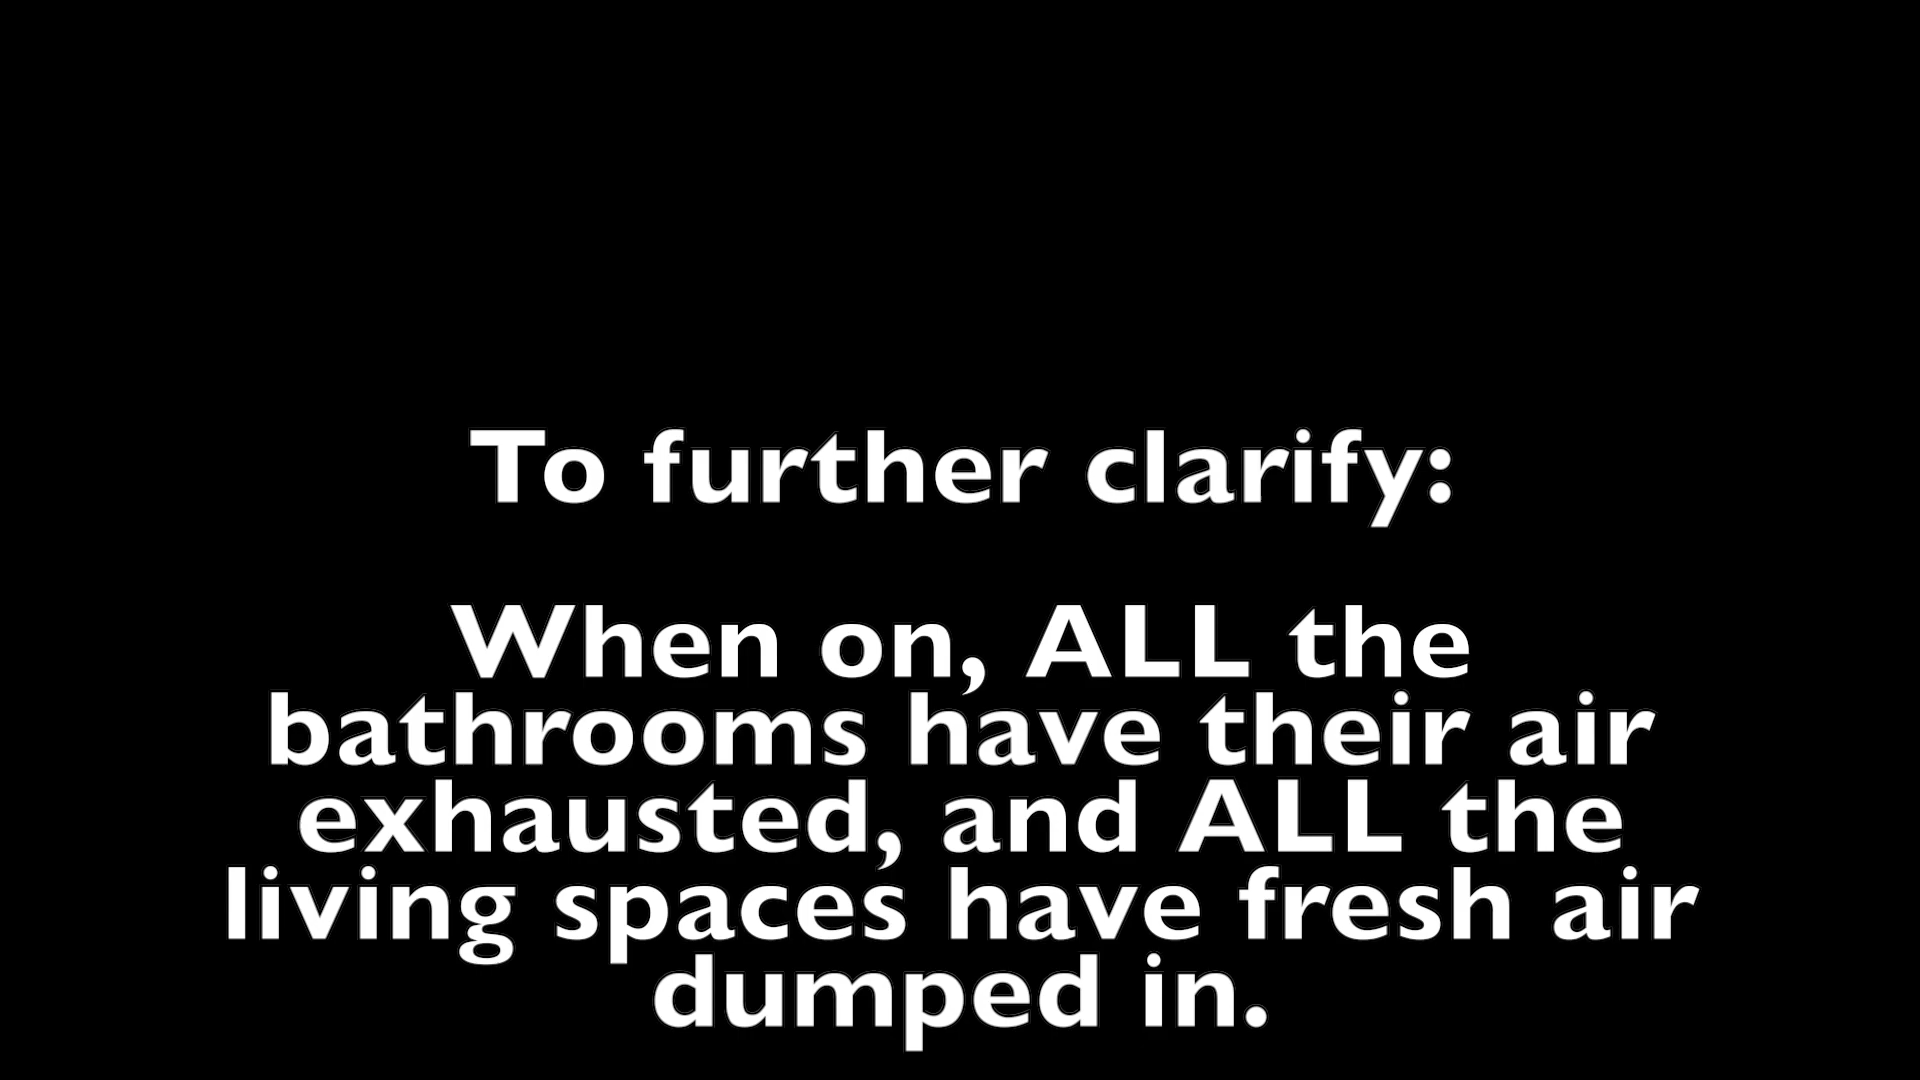 To further clarify:
When on, ALL the
bathrooms have their air
exhausted, and ALL the
living spaces have fresh air
dumped in.